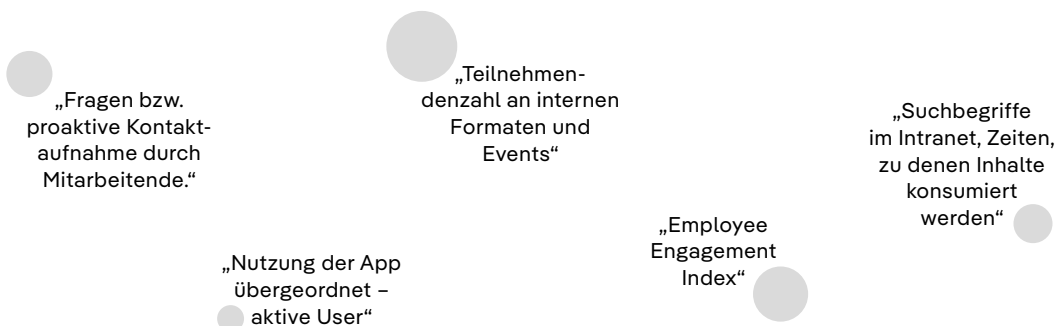 „Fragen bzw.
proaktive Kontakt-
aufnahme durch
Mitarbeitende.“
„Nutzung der App
übergeordnet –
aktive User“
„Teilnehmen-
denzahl an internen
Formaten und
Events“
„Employee
Engagement
Index“
„Suchbegriffe
im Intranet, Zeiten,
zu denen Inhalte
konsumiert
werden“